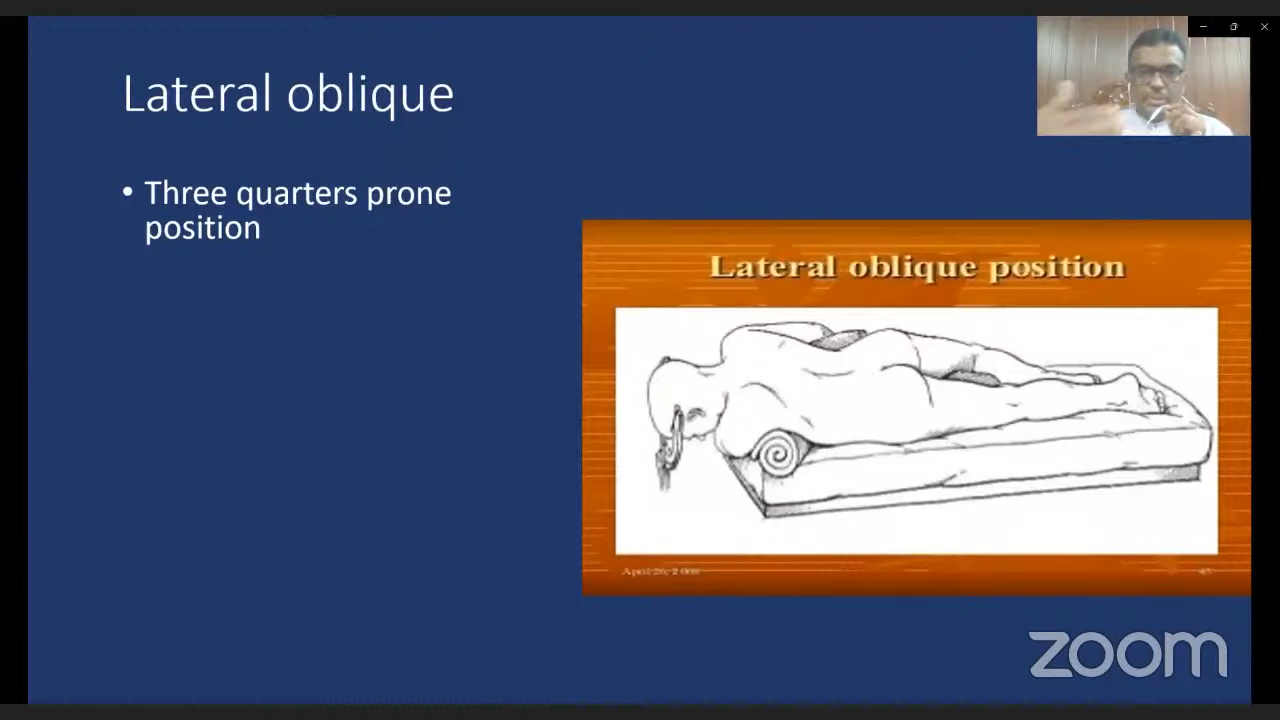 Lateral oblique
• Three quarters prone
position
Lateral oblique position
zoom